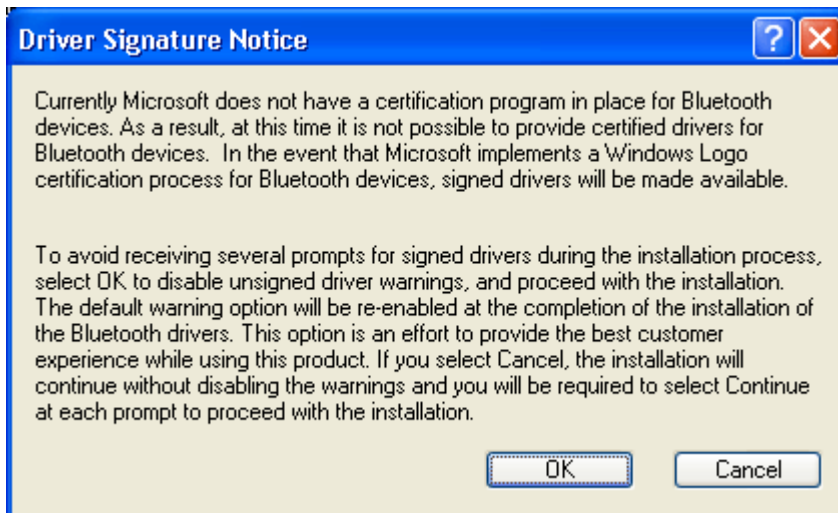 Driver Signature Notice
Currently Microsoft does not have a certification program in place for Bluetooth
devices. As a result, at this time it is not possible to provide certified drivers for
Bluetooth devices.  In the event that Microsoft implements a Windows Logo
certification process for Bluetooth devices, signed drivers will be made available.
To avoid receiving several prompts for signed drivers during the installation process,
select OK to disable unsigned driver warnings, and proceed with the installation.
The default warning option will be re-enabled at the completion of the installation of
the Bluetooth drivers. This option is an effort to provide the best customer
experience while using this product. If you select Cancel, the installation will
continue without disabling the warnings and you will be required to select Continue
at each prompt to proceed with the installation.
OK Cancel